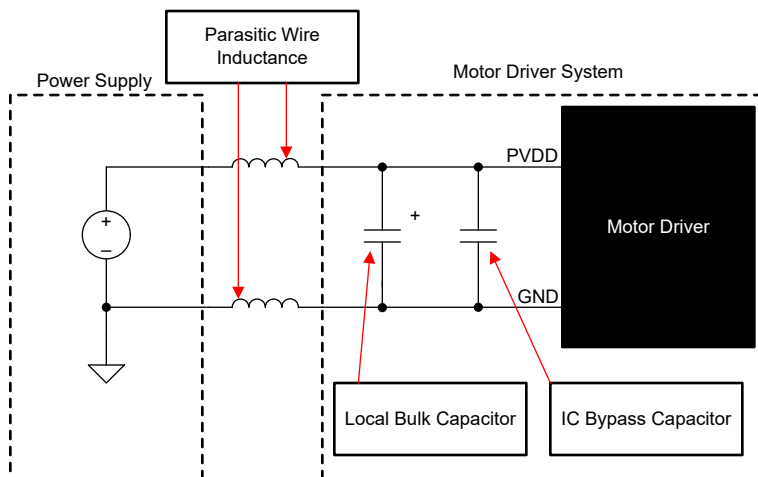 Parasitic Wire
Inductance
Power Supply
Motor Driver System
PVDD
+
+
–
Motor Driver
GND
Local Bulk Capacitor
IC Bypass Capacitor